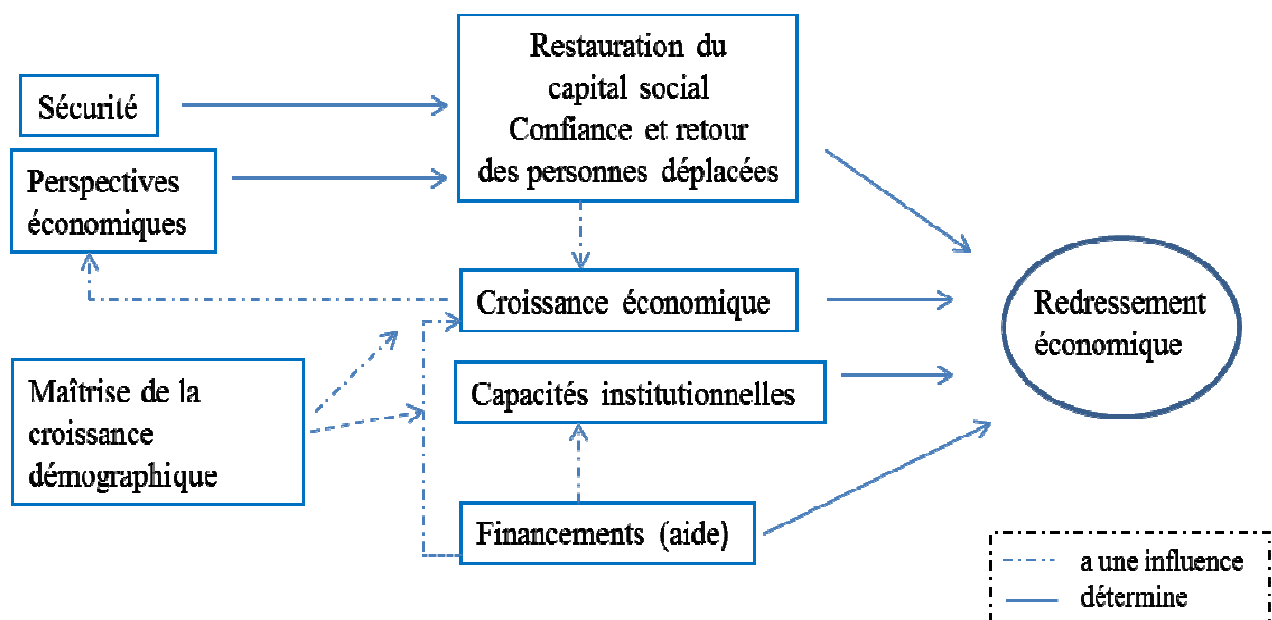 Restauration du
capital social
Confiance et retour
des personnes déplacées
Sécurité
Perspectives
économiques
Croissance économique
Redressement
économique
Maîtrise de la
croissance
démographique
Capacités institutionnelles
Financements (aide)
a une influence
détermine